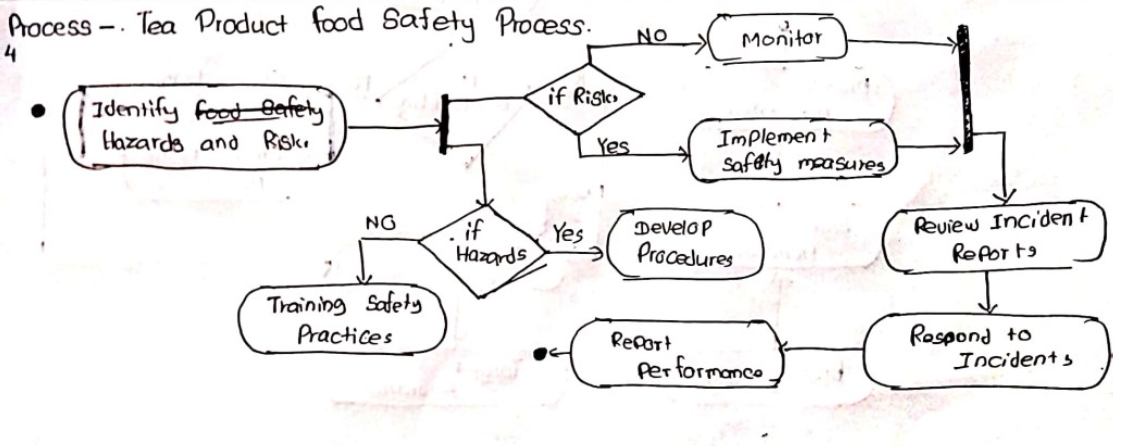 Process -. Tea Product food Safety Process.
4
Identify food Safety
Hazards and Risk.
if Risk
NO
Monitor
Yes
Implement
Safety measures
if
Hazards
NO
Yes
Develop
Procedures
Training Safety
Practices
Review Incident
Reports
Respond to
Incidents
Report
Performance